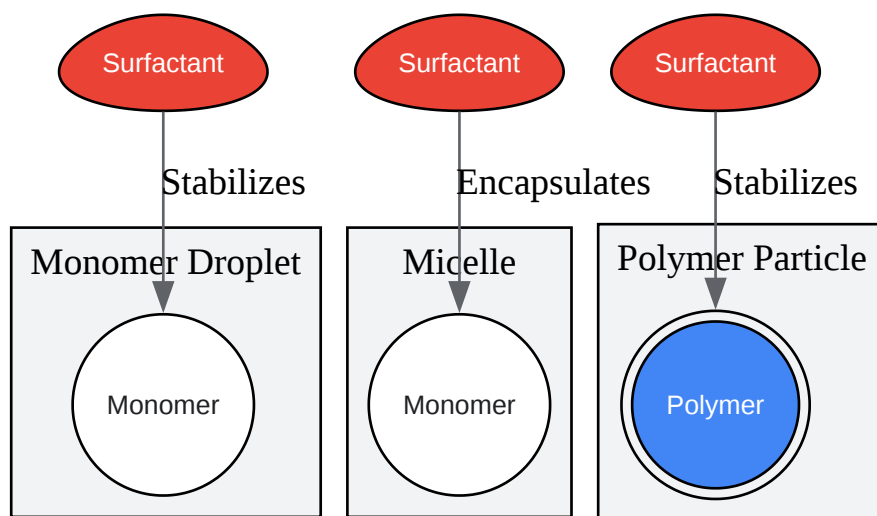 Surfactant Surfactant Surfactant
Stabilizes Encapsulates Stabilizes
Monomer Droplet Micelle Polymer Particle
Monomer Monomer Polymer